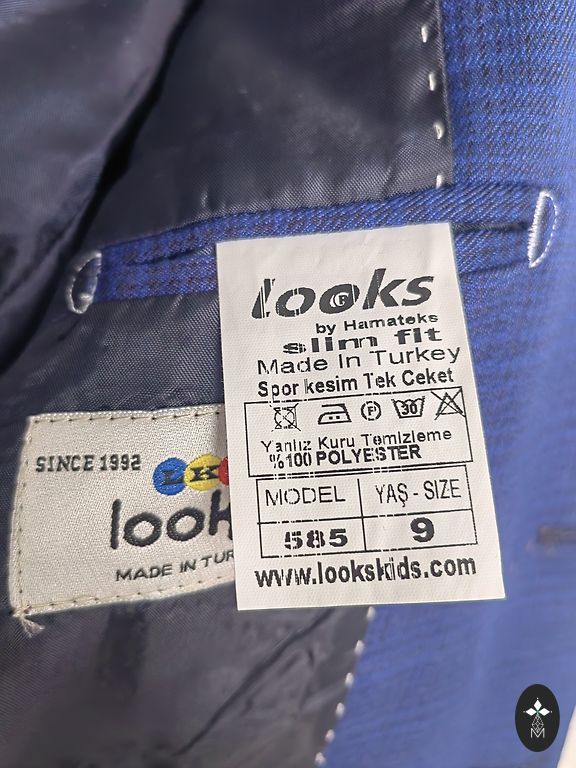 looks
by Hamateks
slim fit
Made In Turkey
Spor kesim Tek Ceket
P 30
Yanlız Kuru Temizleme
%100 POLYESTER
MODEL YAŞ - SIZE
585 9
www.lookskids.com
SINCE 1992
look
MADE IN TUR
M